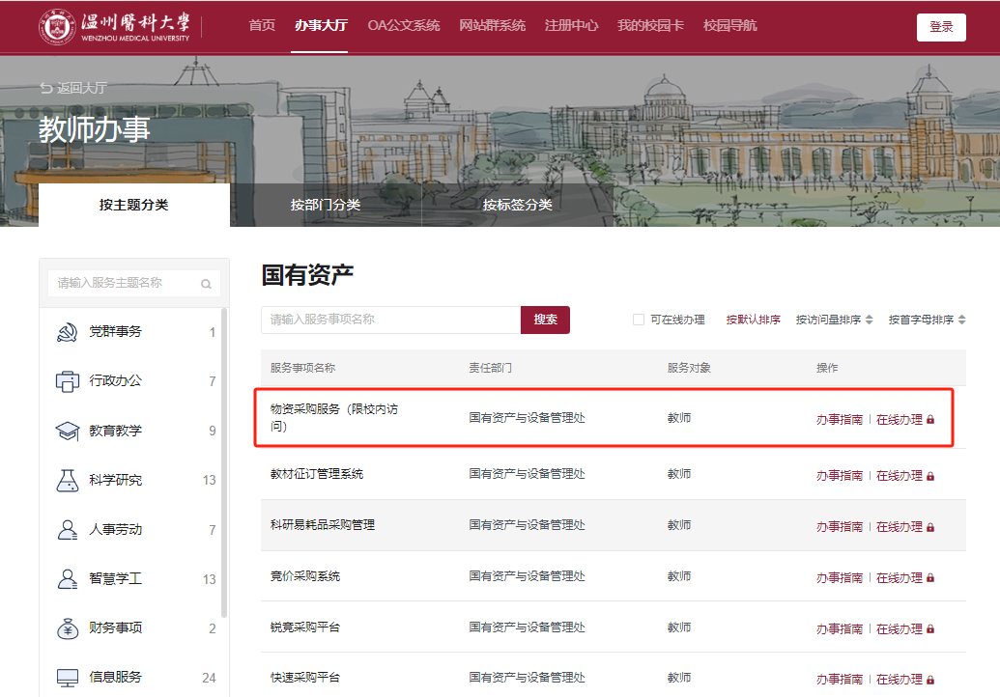 温州醫科大學
WENZHOU MEDICAL UNIVERSITY
首页 办事大厅 OA公文系统 网站群系统 注册中心 我的校园卡 校园导航 登录
返回大厅
教师办事
按主题分类 按部门分类 按标签分类
请输入服务主题名称
党群事务 1
行政办公 7
教育教学 9
科学研究 13
人事劳动 7
智慧学工 13
财务事项 2
信息服务 24
国有资产
请输入服务事项名称 搜索 可在线办理 按默认排序 按访问量排序 按首字母排序
服务事项名称 责任部门 服务对象 操作
物资采购服务（限校内访
问） 国有资产与设备管理处 教师 办事指南 | 在线办理
教材征订管理系统 国有资产与设备管理处 教师 办事指南 | 在线办理
科研易耗品采购管理 国有资产与设备管理处 教师 办事指南 | 在线办理
竞价采购系统 国有资产与设备管理处 教师 办事指南 | 在线办理
锐竞采购平台 国有资产与设备管理处 教师 办事指南 | 在线办理
快速采购平台 国有资产与设备管理处 教师 办事指南 | 在线办理